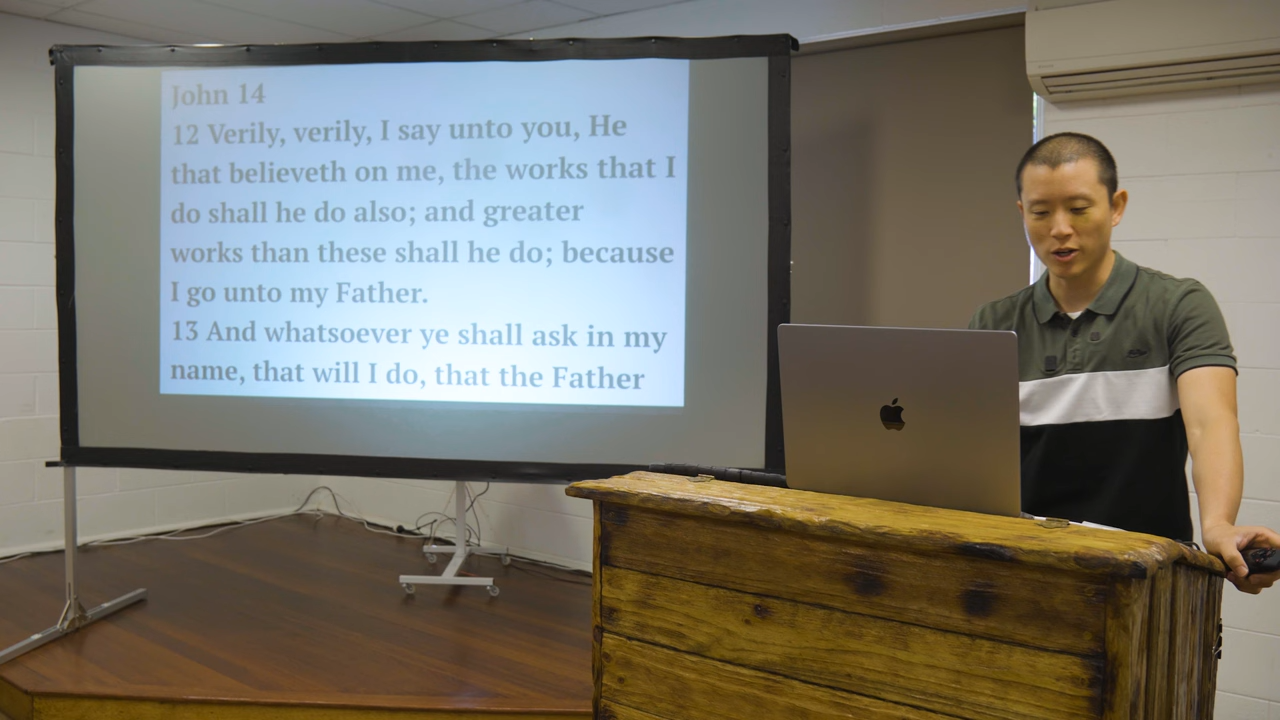 John 14
12 Verily, verily, I say unto you, He
that believeth on me, the works that I
do shall he do also; and greater
works than these shall he do; because
I go unto my Father.
13 And whatsoever ye shall ask in my
name, that will I do, that the Father